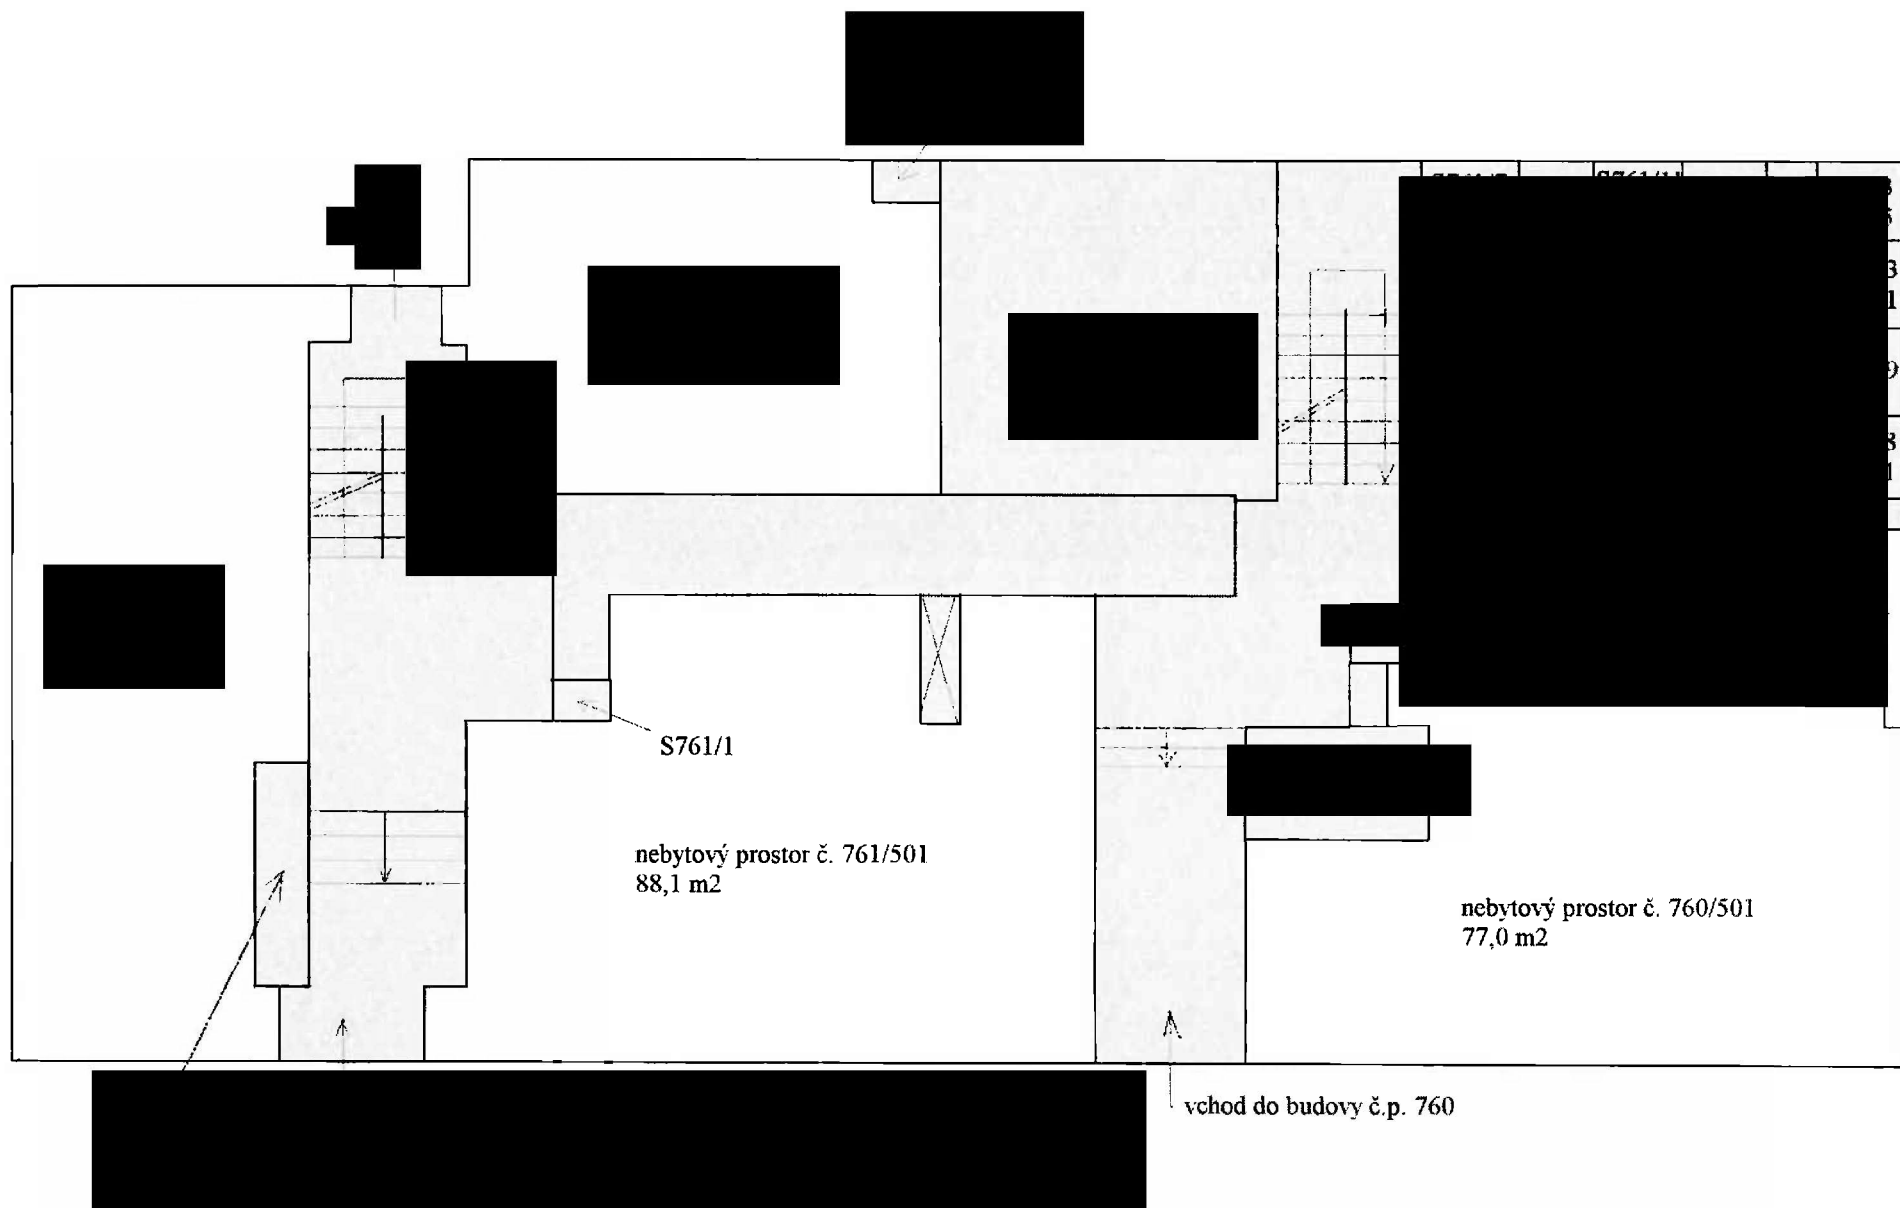 S761/1
nebytový prostor č. 761/501
88,1 m2
nebytový prostor č. 760/501
77,0 m2
vchod do budovy č.p. 760